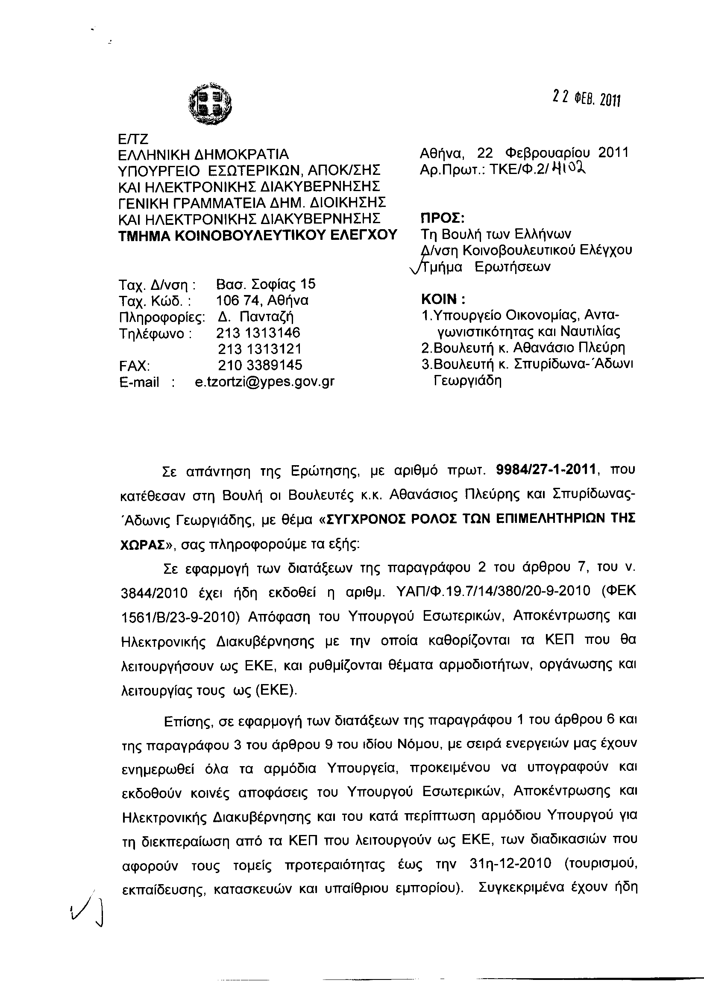 22 ΦΕΒ. 2011
Ε/ΤΖ
ΕΛΛΗΝΙΚΗ ΔΗΜΟΚΡΑΤΙΑ
ΥΠΟΥΡΓΕΙΟ ΕΣΩΤΕΡΙΚΩΝ, ΑΠΟΚ/ΣΗΣ
ΚΑΙ ΗΛΕΚΤΡΟΝΙΚΗΣ ΔΙΑΚΥΒΕΡΝΗΣΗΣ
ΓΕΝΙΚΗ ΓΡΑΜΜΑΤΕΙΑ ΔΗΜ. ΔΙΟΙΚΗΣΗΣ
ΚΑΙ ΗΛΕΚΤΡΟΝΙΚΗΣ ΔΙΑΚΥΒΕΡΝΗΣΗΣ
ΤΜΗΜΑ ΚΟΙΝΟΒΟΥΛΕΥΤΙΚΟΥ ΕΛΕΓΧΟΥ
Ταχ. Δ/νση : Βασ. Σοφίας 15
Ταχ. Κώδ. : 106 74, Αθήνα
Πληροφορίες: Δ. Πανταζή
Τηλέφωνο : 213 1313146
213 1313121
FAX: 210 3389145
E-mail : e.tzortzi@ypes.gov.gr
Αθήνα, 22 Φεβρουαρίου 2011
Αρ.Πρωτ.: ΤΚΕ/Φ.2/4102
ΠΡΟΣ:
Τη Βουλή των Ελλήνων
Δ/νση Κοινοβουλευτικού Ελέγχου
Τμήμα Ερωτήσεων
ΚΟΙΝ :
1.Υπουργείο Οικονομίας, Αντα-
γωνιστικότητας και Ναυτιλίας
2.Βουλευτή κ. Αθανάσιο Πλεύρη
3.Βουλευτή κ. Σπυρίδωνα-Άδωνι
Γεωργιάδη
Σε απάντηση της Ερώτησης, με αριθμό πρωτ. 9984/27-1-2011, που
κατέθεσαν στη Βουλή οι Βουλευτές κ.κ. Αθανάσιος Πλεύρης και Σπυρίδωνας-
Άδωνις Γεωργιάδης, με θέμα «ΣΥΓΧΡΟΝΟΣ ΡΟΛΟΣ ΤΩΝ ΕΠΙΜΕΛΗΤΗΡΙΩΝ ΤΗΣ
ΧΩΡΑΣ», σας πληροφορούμε τα εξής:
Σε εφαρμογή των διατάξεων της παραγράφου 2 του άρθρου 7, του ν.
3844/2010 έχει ήδη εκδοθεί η αριθμ. ΥΑΠ/Φ.19.7/14/380/20-9-2010 (ΦΕΚ
1561/Β/23-9-2010) Απόφαση του Υπουργού Εσωτερικών, Αποκέντρωσης και
Ηλεκτρονικής Διακυβέρνησης με την οποία καθορίζονται τα ΚΕΠ που θα
λειτουργήσουν ως ΕΚΕ, και ρυθμίζονται θέματα αρμοδιοτήτων, οργάνωσης και
λειτουργίας τους ως (ΕΚΕ).
Επίσης, σε εφαρμογή των διατάξεων της παραγράφου 1 του άρθρου 6 και
της παραγράφου 3 του άρθρου 9 του ιδίου Νόμου, με σειρά ενεργειών μας έχουν
ενημερωθεί όλα τα αρμόδια Υπουργεία, προκειμένου να υπογραφούν και
εκδοθούν κοινές αποφάσεις του Υπουργού Εσωτερικών, Αποκέντρωσης και
Ηλεκτρονικής Διακυβέρνησης και του κατά περίπτωση αρμόδιου Υπουργού για
τη διεκπεραίωση από τα ΚΕΠ που λειτουργούν ως ΕΚΕ, των διαδικασιών που
αφορούν τους τομείς προτεραιότητας έως την 31η-12-2010 (τουρισμού,
εκπαίδευσης, κατασκευών και υπαίθριου εμπορίου). Συγκεκριμένα έχουν ήδη